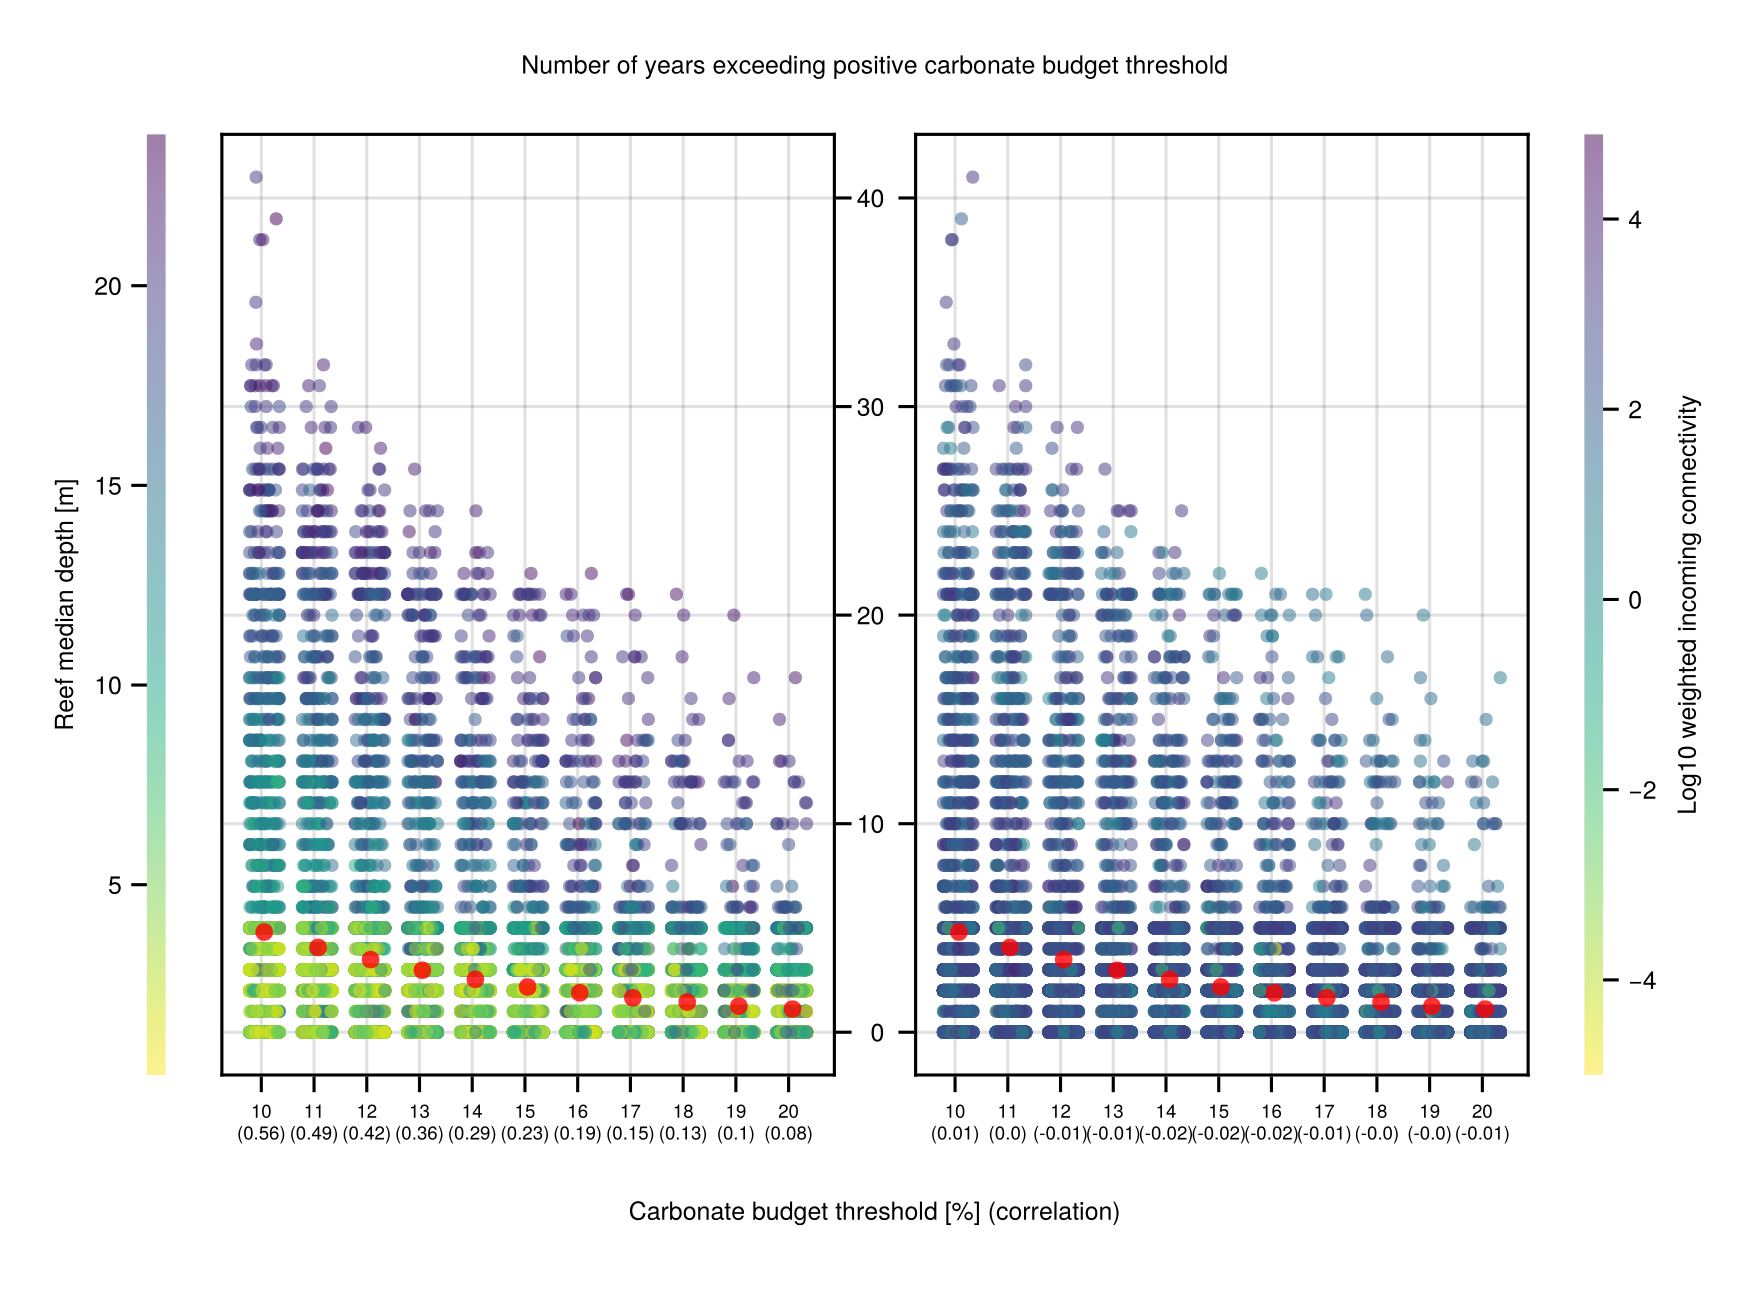 Number of years exceeding positive carbonate budget threshold
Reef median depth [m]
20
15
10
5
40
30
20
10
0
4
2
0
−2
−4
Log10 weighted incoming connectivity
10 11 12 13 14 15 16 17 18 19 20
(0.56) (0.49) (0.42) (0.36) (0.29) (0.23) (0.19) (0.15) (0.13) (0.1) (0.08)
10 11 12 13 14 15 16 17 18 19 20
(0.01) (0.0) (-0.01) (-0.01) (-0.02) (-0.02) (-0.02) (-0.01) (-0.0) (-0.0) (-0.01)
Carbonate budget threshold [%] (correlation)